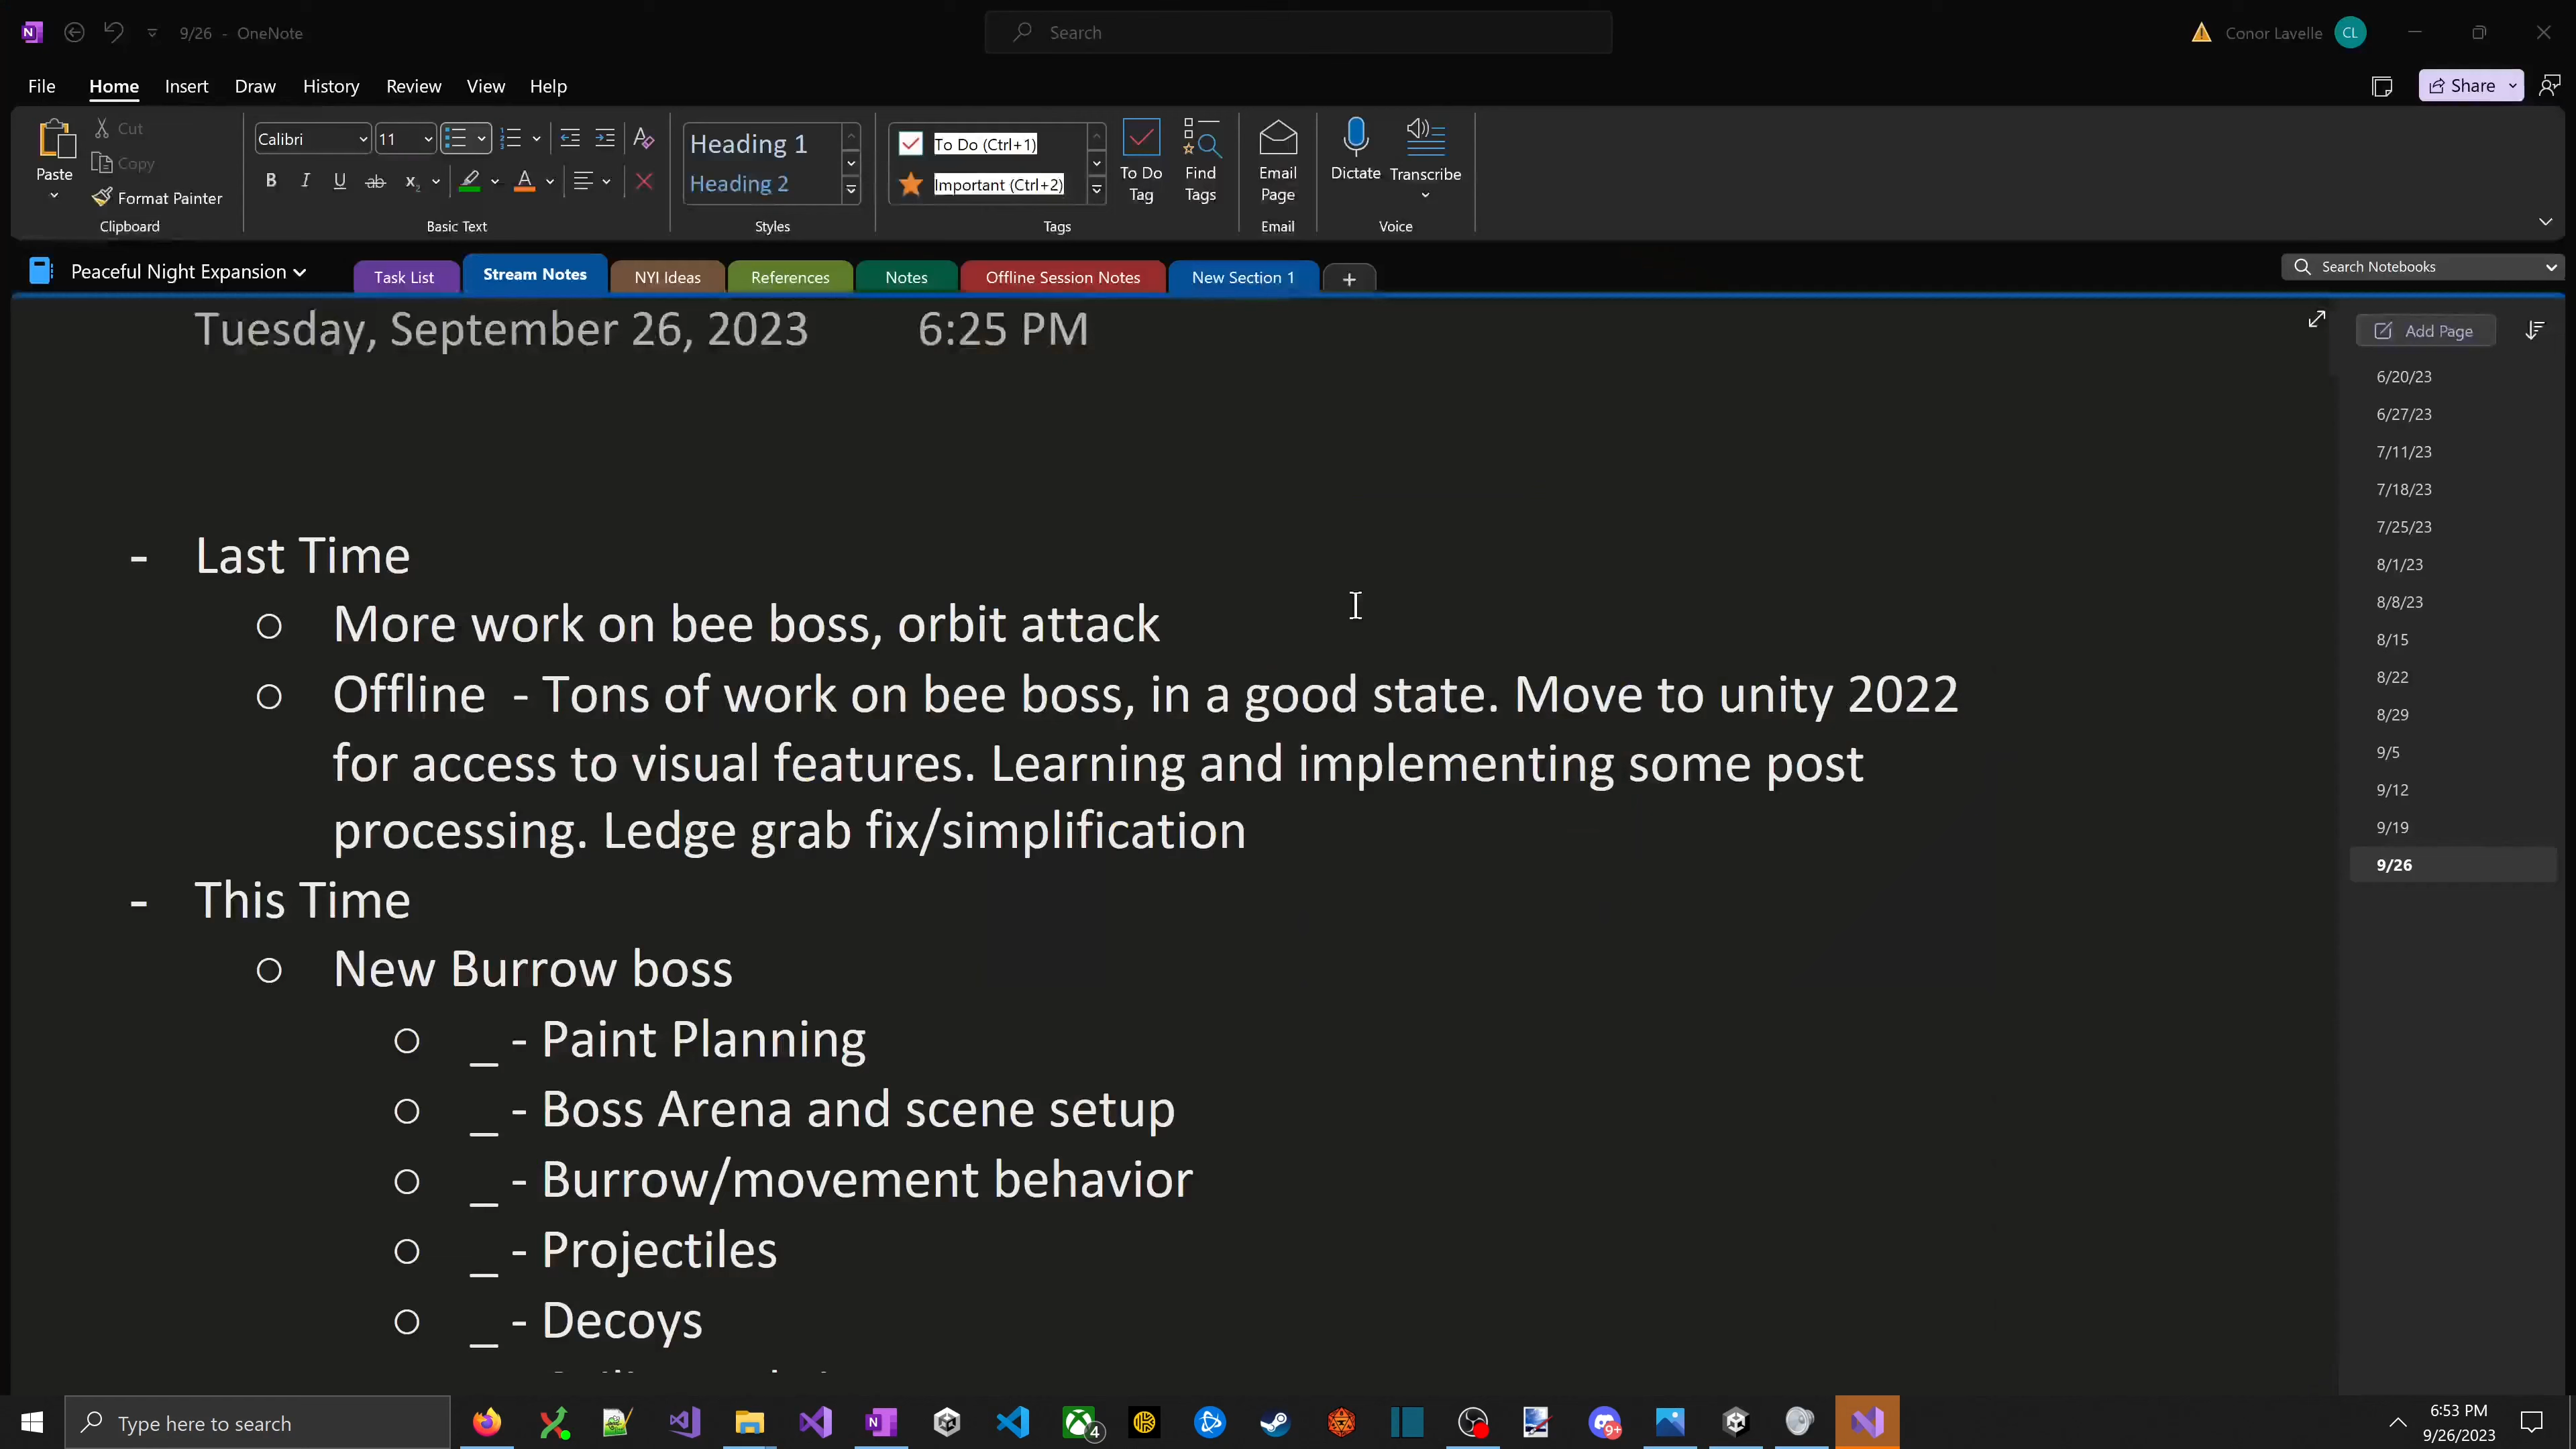 9/26 - OneNote
Search
Conor Lavelle
CL
File Home Insert Draw History Review View Help
Share
Paste
Cut
Copy
Format Painter
Clipboard
Calibri 11
B I U ab x₂ A
Basic Text
Heading 1
Heading 2
Styles
To Do (Ctrl+1)
Important (Ctrl+2)
Tags
To Do Tag
Find Tags
Email Page
Email
Dictate
Transcribe
Voice
Peaceful Night Expansion
Task List Stream Notes NYI Ideas References Notes Offline Session Notes New Section 1 +
Search Notebooks
Tuesday, September 26, 2023 6:25 PM
- Last Time
○ More work on bee boss, orbit attack
○ Offline - Tons of work on bee boss, in a good state. Move to unity 2022
for access to visual features. Learning and implementing some post
processing. Ledge grab fix/simplification
- This Time
○ New Burrow boss
○ _ - Paint Planning
○ _ - Boss Arena and scene setup
○ _ - Burrow/movement behavior
○ _ - Projectiles
○ _ - Decoys
Add Page
6/20/23
6/27/23
7/11/23
7/18/23
7/25/23
8/1/23
8/8/23
8/15
8/22
8/29
9/5
9/12
9/19
9/26
Type here to search
4
9+
6:53 PM
9/26/2023